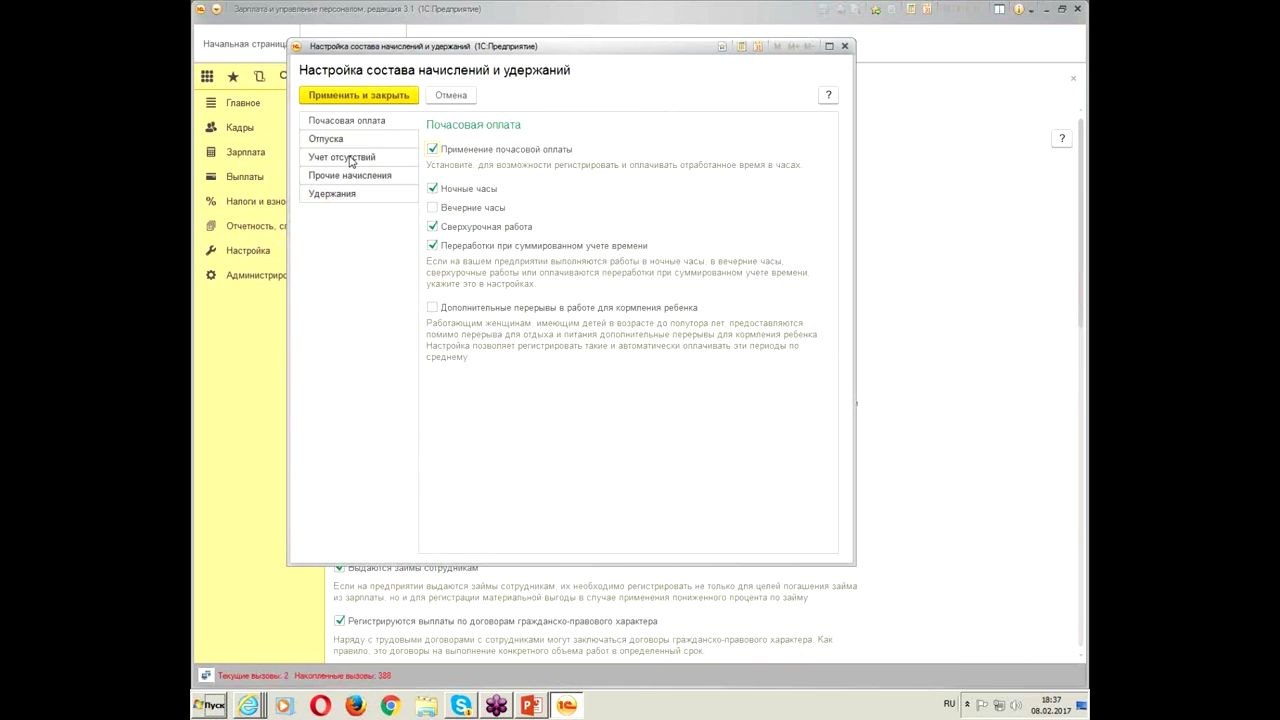 Зарплата и управление персоналом, редакция 3.1 (1С:Предприятие)
Начальная страниц
Настройка состава начислений и удержаний (1С:Предприятие)
M M+ M-
Настройка состава начислений и удержаний
Применить и закрыть
Отмена
?
Главное
Кадры
Зарплата
Выплаты
Налоги и взно
Отчетность, с
Настройка
Администриро
Почасовая оплата
Отпуска
Учет отсутствий
Прочие начисления
Удержания
Почасовая оплата
Применение почасовой оплаты
Установите, для возможности регистрировать и оплачивать отработанное время в часах.
Ночные часы
Вечерние часы
Сверхурочная работа
Переработки при суммированном учете времени
Если на вашем предприятии выполняются работы в ночные часы, в вечерние часы,
сверхурочные работы или оплачиваются переработки при суммированном учете времени,
укажите это в настройках.
Дополнительные перерывы в работе для кормления ребенка
Работающим женщинам, имеющим детей в возрасте до полутора лет, предоставляются
помимо перерыва для отдыха и питания дополнительные перерывы для кормления ребенка
Настройка позволяет регистрировать такие и автоматически оплачивать эти периоды по
среднему
?
Выдаются займы сотрудникам
Если на предприятии выдаются займы сотрудникам, их необходимо регистрировать не только для целей погашения займа
из зарплаты, но и для регистрации материальной выгоды в случае применения пониженного процента по займу
Регистрируются выплаты по договорам гражданско-правового характера
Наряду с трудовыми договорами с сотрудниками могут заключаться договоры гражданско-правового характера. Как
правило, это договоры на выполнение конкретного объема работ в определенный срок.
Текущие вызовы: 2 Накопленные вызовы: 386
Пуск
RU
18:37
08.02.2017